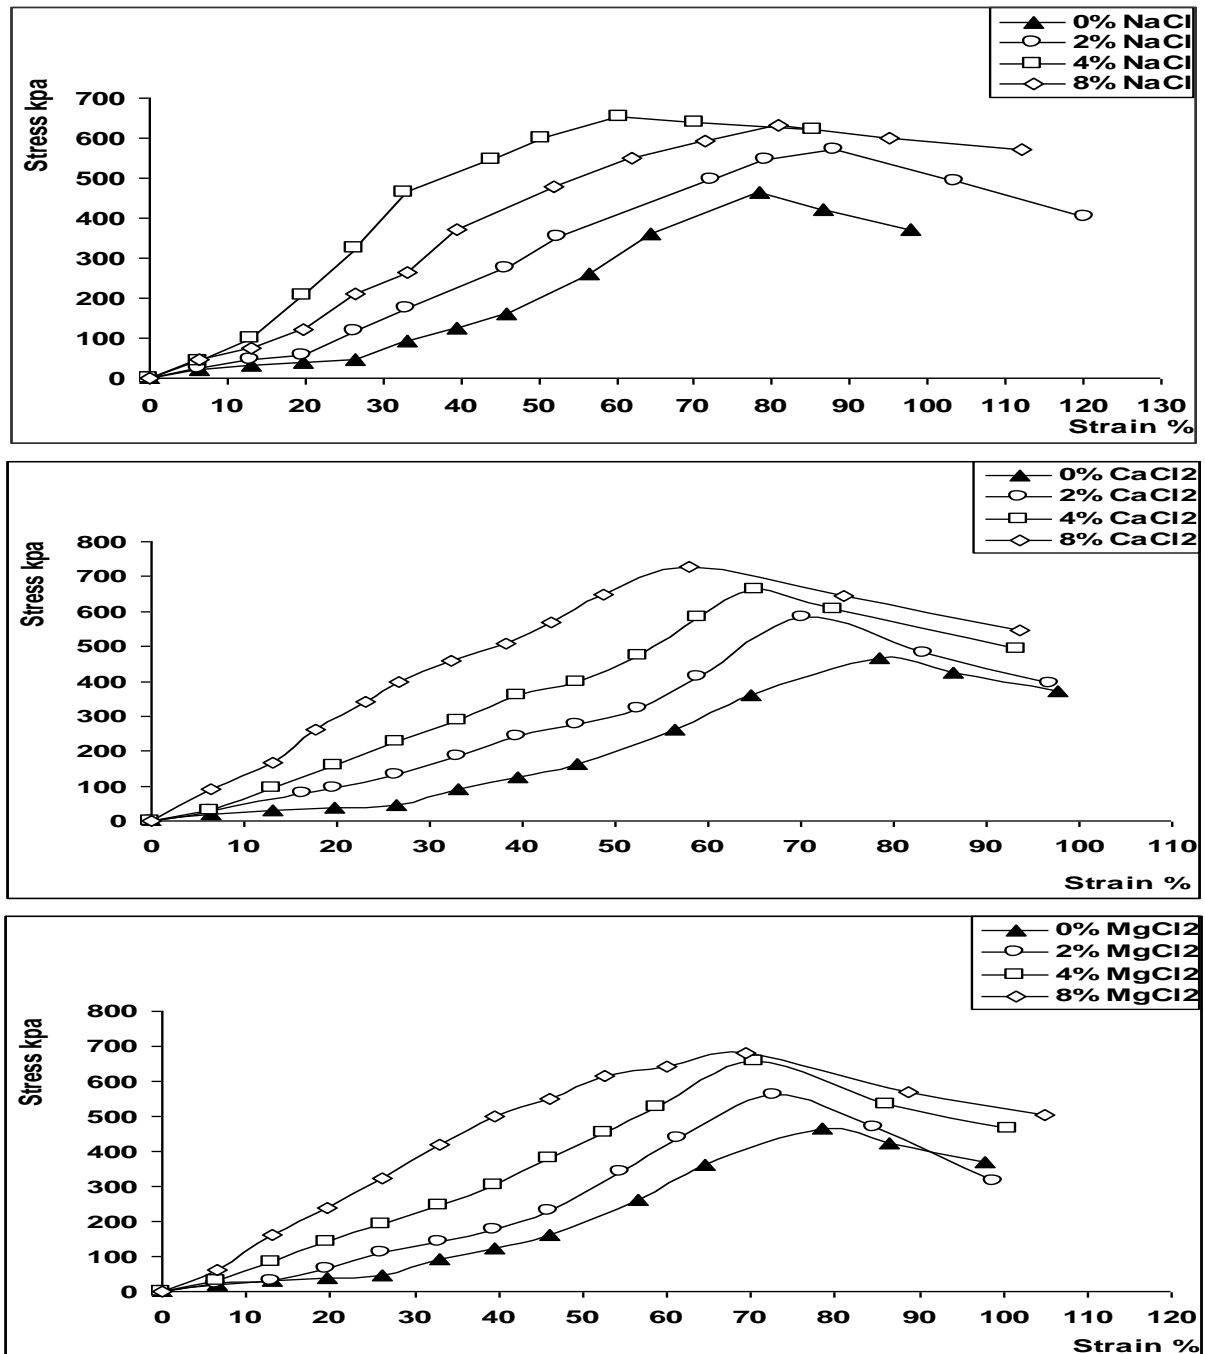 0% NaCl
2% NaCl
4% NaCl
8% NaCl
Stress kpa
700
600
500
400
300
200
100
0
0 10 20 30 40 50 60 70 80 90 100 110 120 130
Strain %
0% CaCl2
2% CaCl2
4% CaCl2
8% CaCl2
Stress kpa
800
700
600
500
400
300
200
100
0
0 10 20 30 40 50 60 70 80 90 100 110
Strain %
0% MgCl2
2% MgCl2
4% MgCl2
8% MgCl2
Stress kpa
800
700
600
500
400
300
200
100
0
0 10 20 30 40 50 60 70 80 90 100 110 120
Strain %